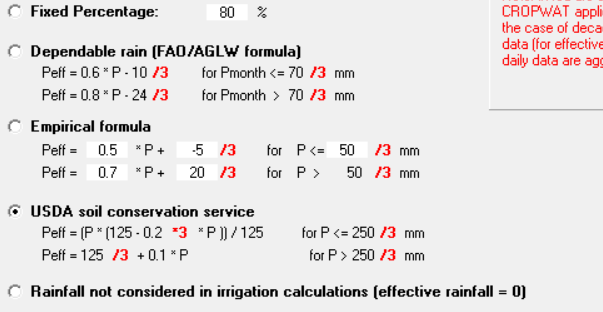 Fixed Percentage: 80 %
CROPWAT appli
the case of deca
data (for effective
daily data are agg
Dependable rain (FAO/AGLW formula)
Peff = 0.6 * P - 10 /3 for Pmonth <= 70 /3 mm
Peff = 0.8 * P - 24 /3 for Pmonth > 70 /3 mm
Empirical formula
Peff = 0.5 * P + -5 /3 for P <= 50 /3 mm
Peff = 0.7 * P + 20 /3 for P > 50 /3 mm
USDA soil conservation service
Peff = (P * (125 - 0.2 *3 * P )) / 125 for P <= 250 /3 mm
Peff = 125 /3 + 0.1 * P for P > 250 /3 mm
Rainfall not considered in irrigation calculations (effective rainfall = 0)